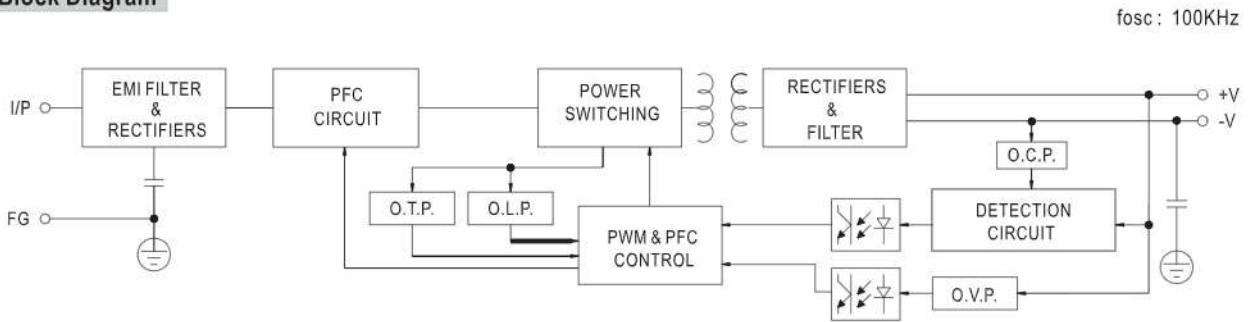 Block Diagram
fosc : 100KHz
I/P
EMI FILTER
&
RECTIFIERS
PFC
CIRCUIT
POWER
SWITCHING
RECTIFIERS
&
FILTER
+V
-V
O.C.P.
FG
O.T.P.
O.L.P.
PWM & PFC
CONTROL
DETECTION
CIRCUIT
O.V.P.